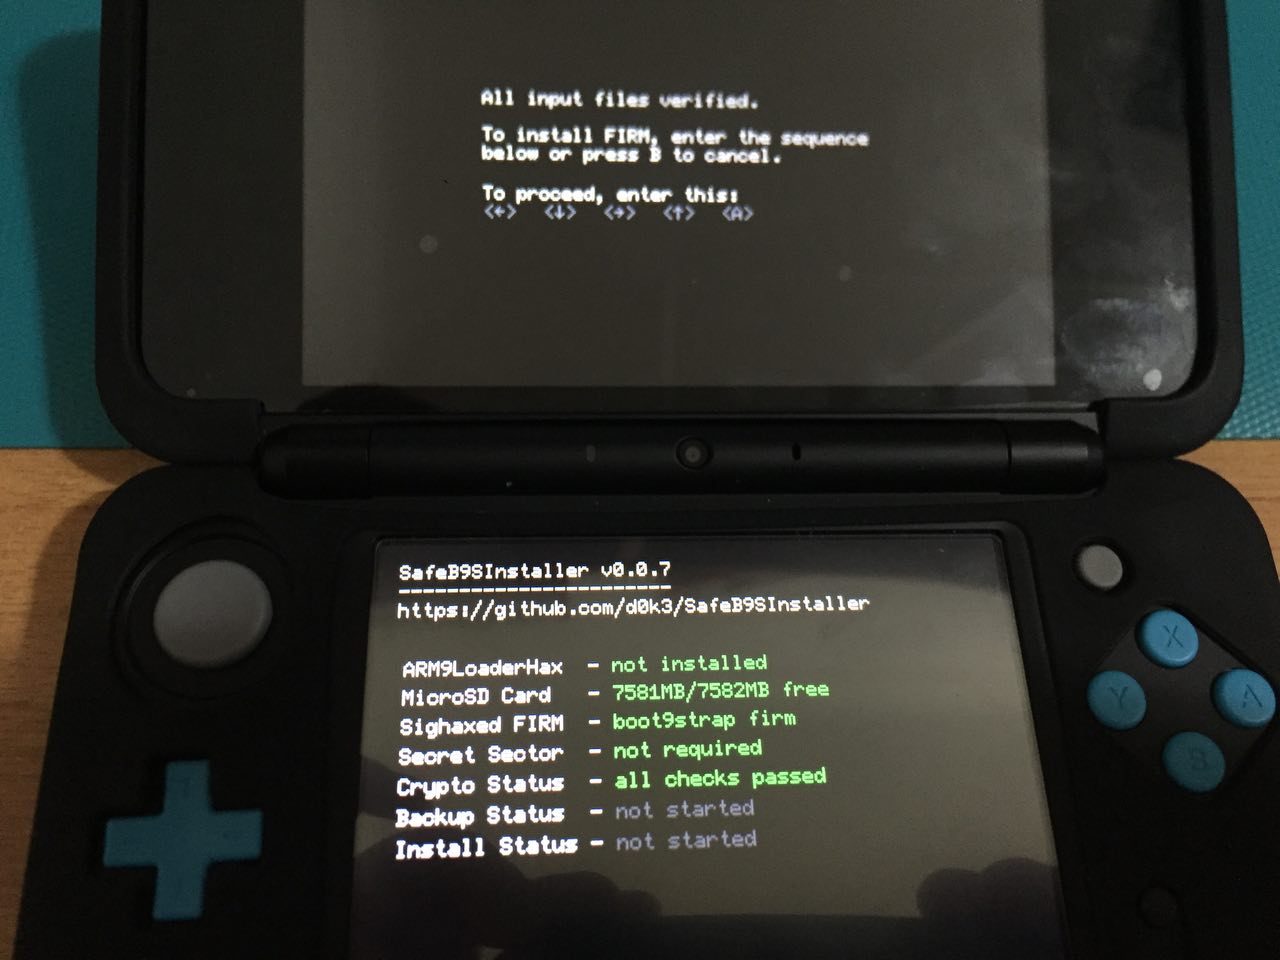 All input files verified.
To install FIRM, enter the sequence
below or press B to cancel.
To proceed, enter this:
<←> <↓> <→> <↑> <A>
SafeB9SInstaller v0.0.7
-----------------------
https://github.com/d0k3/SafeB9SInstaller
ARM9LoaderHax - not installed
MicroSD Card - 7581MB/7582MB free
Sighaxed FIRM - boot9strap firm
Secret Sector - not required
Crypto Status - all checks passed
Backup Status - not started
Install Status - not started
X
Y
A
B